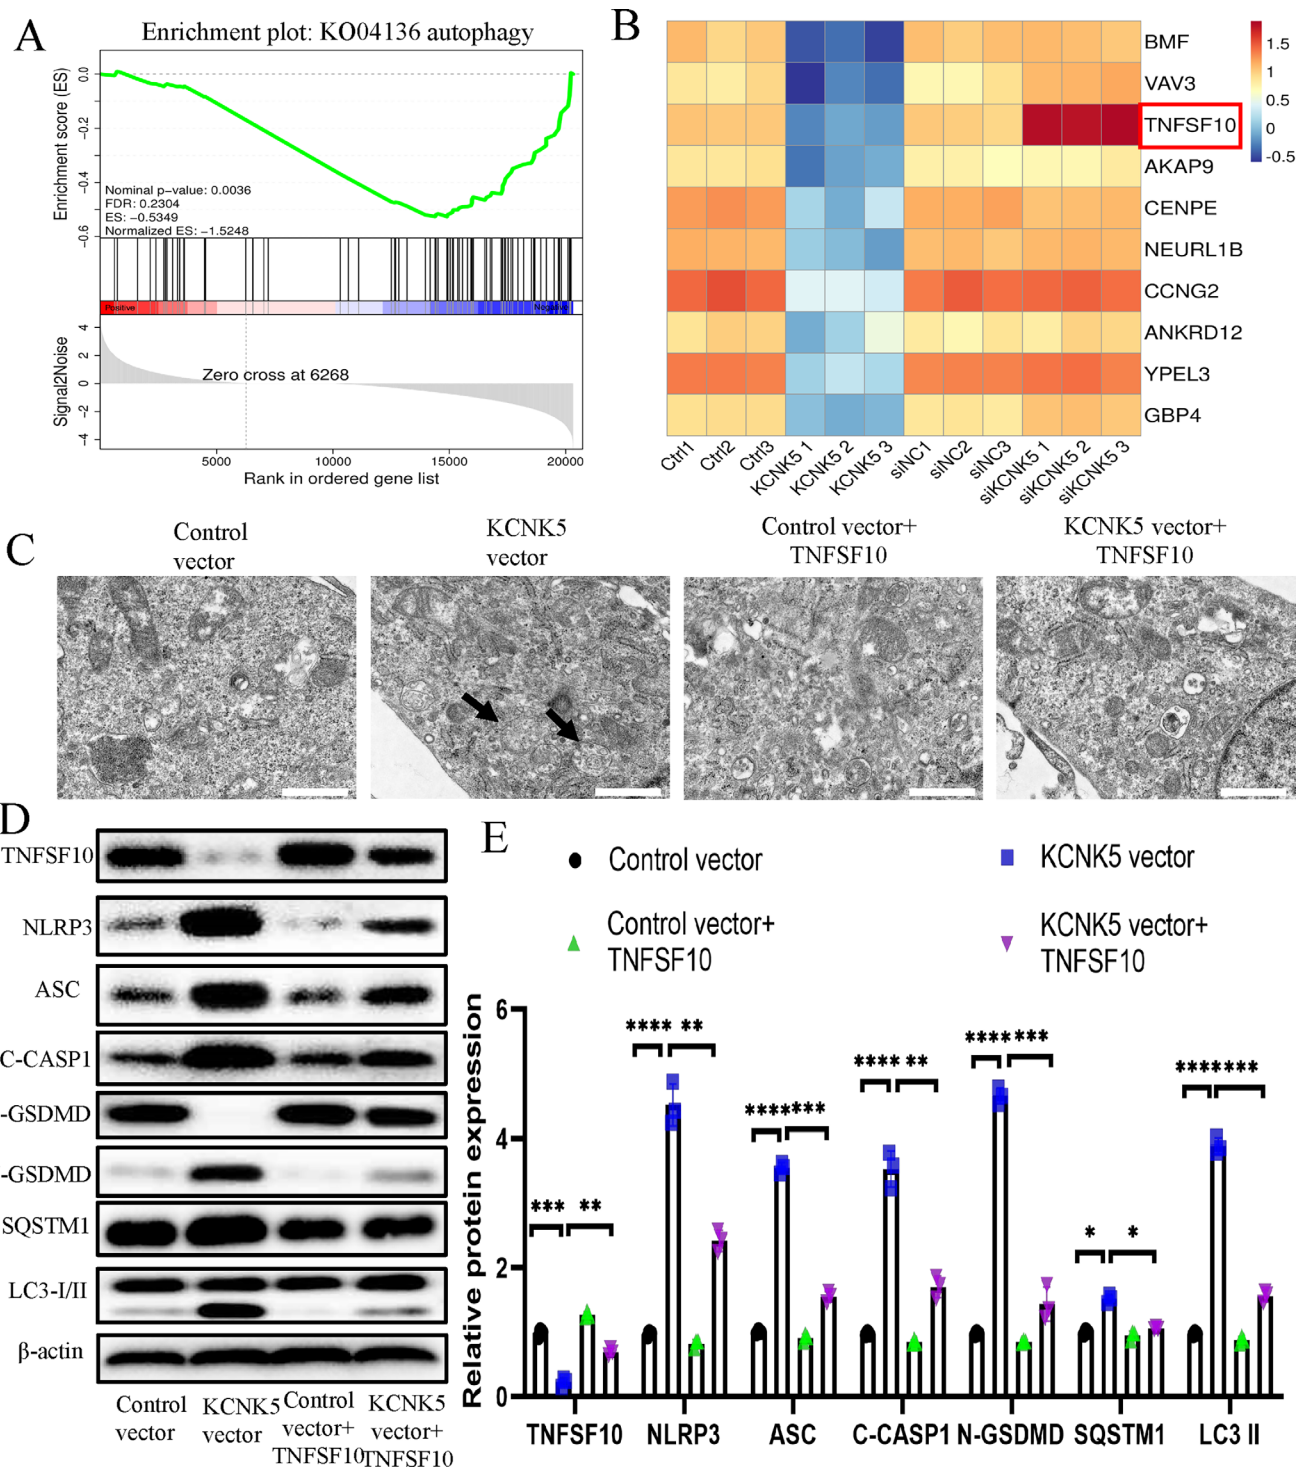 A
Enrichment plot: KO04136 autophagy
Enrichment score (ES)
0.0
−0.2
−0.4
−0.6
Nominal p-value: 0.0036
FDR: 0.2304
ES: −0.5349
Normalized ES: −1.5248
Positive
Negative
Signal2Noise
4
2
0
−2
−4
Zero cross at 6268
5000 10000 15000 20000
Rank in ordered gene list
B
BMF
VAV3
TNFSF10
AKAP9
CENPE
NEURL1B
CCNG2
ANKRD12
YPEL3
GBP4
1.5
1
0.5
0
-0.5
Ctrl1 Ctrl2 Ctrl3 KCNK5 1 KCNK5 2 KCNK5 3 siNC1 siNC2 siNC3 siKCNK5 1 siKCNK5 2 siKCNK5 3
C
Control
vector
KCNK5
vector
Control vector+
TNFSF10
KCNK5 vector+
TNFSF10
D
TNFSF10
NLRP3
ASC
C-CASP1
-GSDMD
-GSDMD
SQSTM1
LC3-I/II
β-actin
Control
vector
KCNK5
vector
Control
vector+
TNFSF10
KCNK5
vector+
TNFSF10
E
Control vector
KCNK5 vector
Control vector+
TNFSF10
KCNK5 vector+
TNFSF10
Relative protein expression
6
4
2
0
*** **
**** **
**** ***
**** **
**** ***
* *
**** ***
TNFSF10 NLRP3 ASC C-CASP1 N-GSDMD SQSTM1 LC3 II